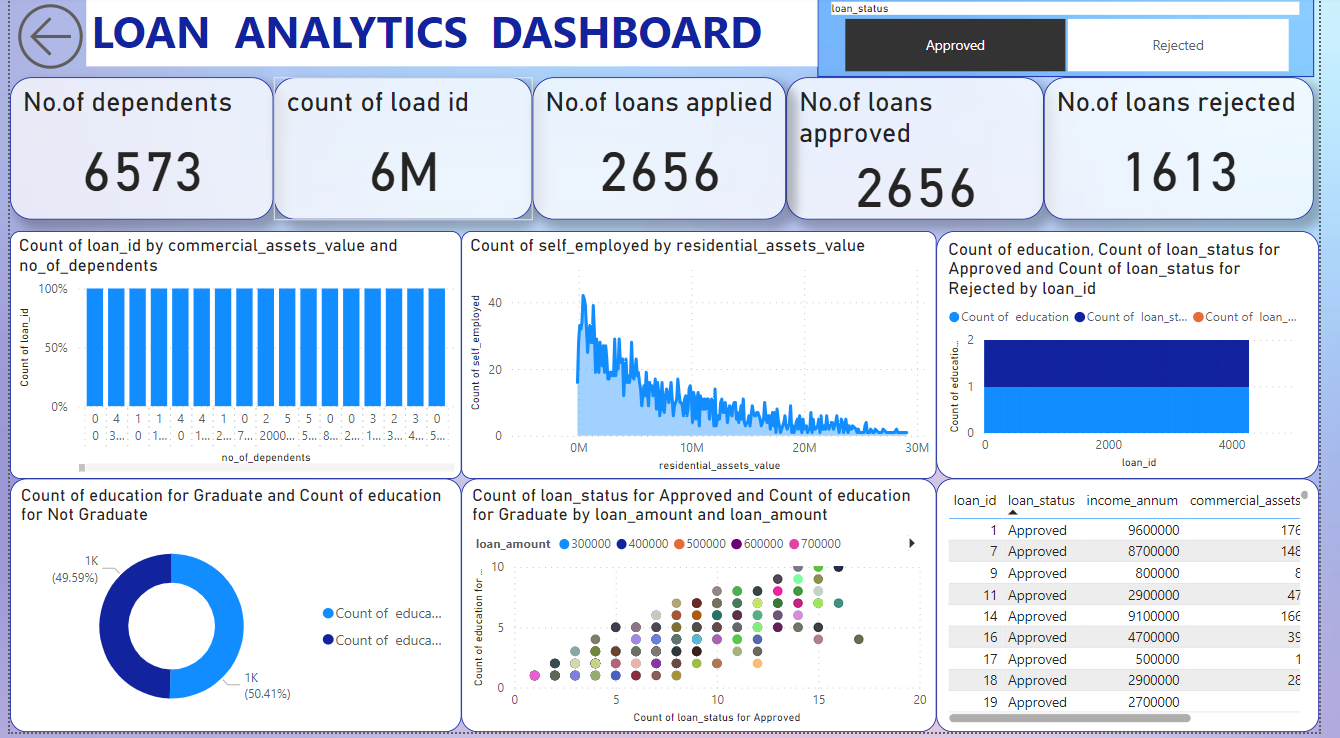 loan_status
LOAN ANALYTICS DASHBOARD
Approved
Rejected
No.of dependents
6573
count of load id
6M
No.of loans applied
2656
No.of loans
approved
2656
No.of loans rejected
1613
Count of loan_id by commercial_assets_value and
no_of_dependents
Count of loan_id
100%
50%
0%
0 4 1 1 4 4 1 0 2 5 5 0 0 3 2 3 0
0 3... 0 1... 0 1... 2... 7... 2000... 5... 8... 2... 1... 3... 4... 5...
no_of_dependents
Count of self_employed by residential_assets_value
Count of self_employed
40
20
0
0M 10M 20M 30M
residential_assets_value
Count of education, Count of loan_status for
Approved and Count of loan_status for
Rejected by loan_id
Count of education Count of loan_st... Count of loan_...
Count of educatio...
2
1
0
0 2000 4000
loan_id
Count of education for Graduate and Count of education
for Not Graduate
1K
(49.59%)
1K
(50.41%)
Count of educa...
Count of educa...
Count of loan_status for Approved and Count of education
for Graduate by loan_amount and loan_amount
loan_amount 300000 400000 500000 600000 700000
Count of education for ...
10
5
0
0 5 10 15 20
Count of loan_status for Approved
loan_id loan_status income_annum commercial_assets
1 Approved 9600000 176
7 Approved 8700000 148
9 Approved 800000 8
11 Approved 2900000 47
14 Approved 9100000 166
16 Approved 4700000 39
17 Approved 500000 1
18 Approved 2900000 28
19 Approved 2700000